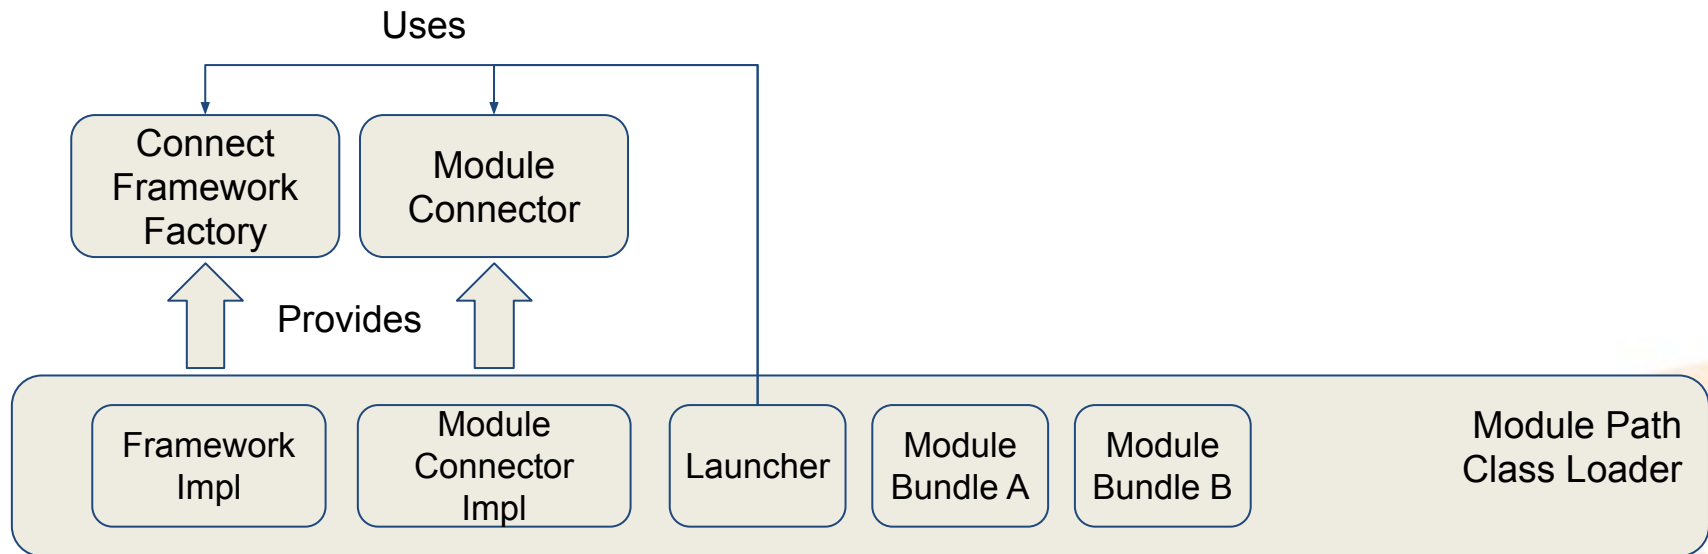 Uses
Connect
Framework
Factory
Module
Connector
Provides
Framework
Impl
Module
Connector
Impl
Launcher
Module
Bundle A
Module
Bundle B
Module Path
Class Loader